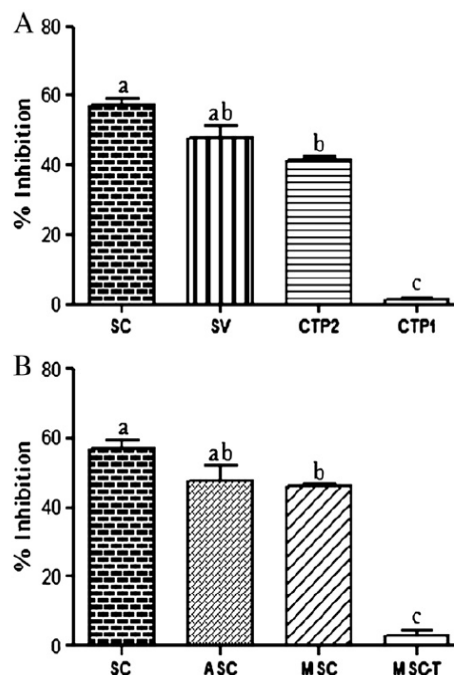 A
% Inhibition
80
60
40
20
0
a
ab
b
c
SC SV CTP2 CTP1
B
% Inhibition
80
60
40
20
0
a
ab
b
c
SC ASC MSC MSC-T